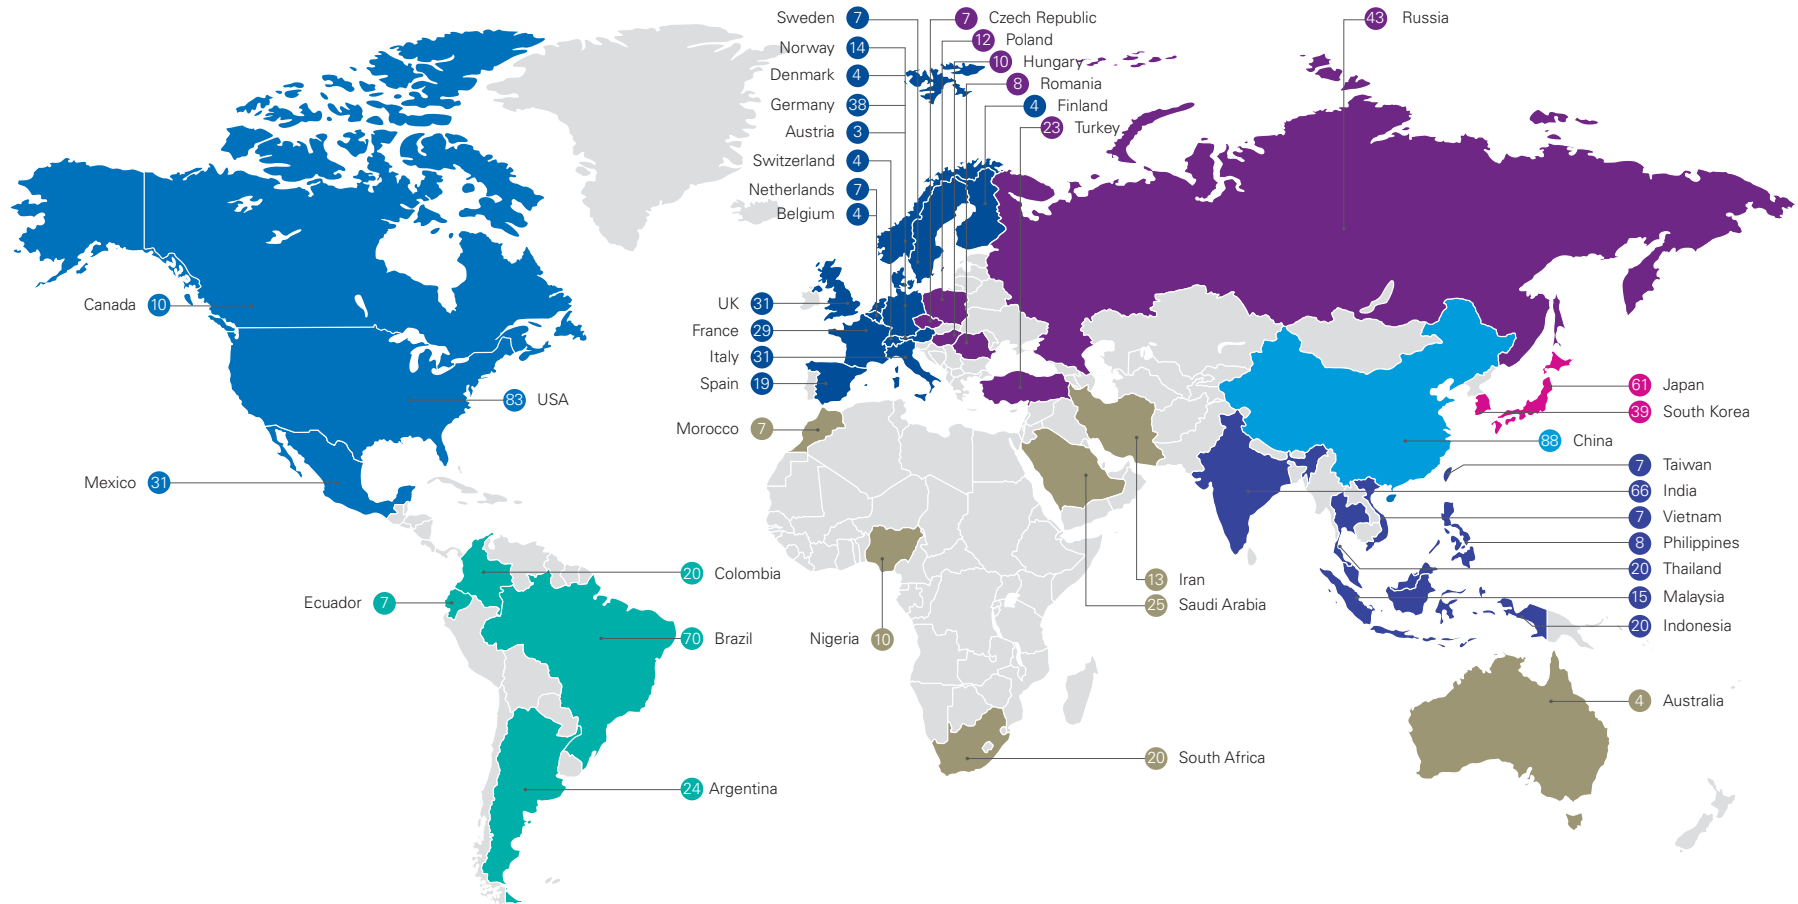 Sweden 7
Norway 14
Denmark 4
Germany 38
Austria 3
Switzerland 4
Netherlands 7
Belgium 4
7 Czech Republic
12 Poland
10 Hungary
8 Romania
4 Finland
23 Turkey
43 Russia
Canada 10
83 USA
Mexico 31
UK 31
France 29
Italy 31
Spain 19
Morocco 7
61 Japan
39 South Korea
88 China
7 Taiwan
66 India
7 Vietnam
8 Philippines
20 Thailand
15 Malaysia
20 Indonesia
20 Colombia
Ecuador 7
70 Brazil
24 Argentina
13 Iran
25 Saudi Arabia
Nigeria 10
20 South Africa
4 Australia